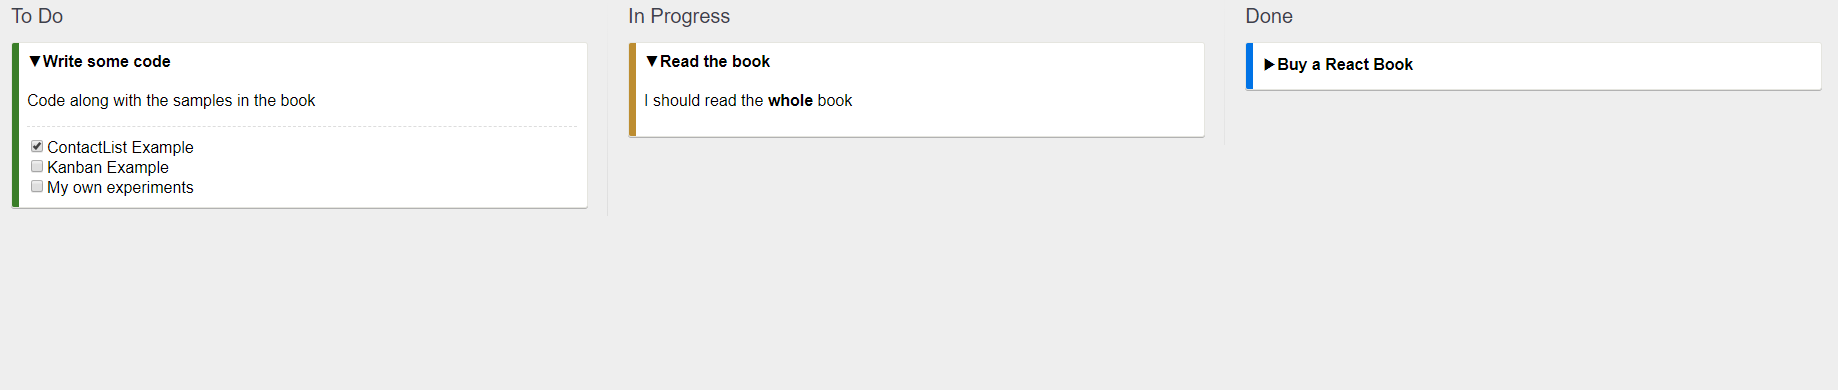 To Do
Write some code
Code along with the samples in the book
ContactList Example
Kanban Example
My own experiments
In Progress
Read the book
I should read the whole book
Done
Buy a React Book